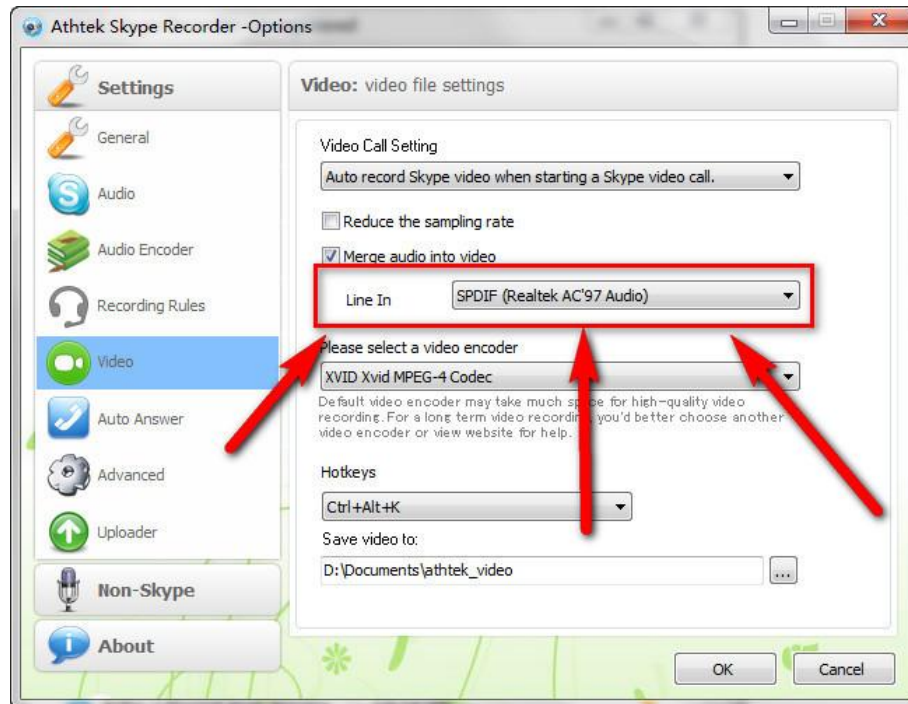 Athtek Skype Recorder -Options
Settings
General
Audio
Audio Encoder
Recording Rules
Video
Auto Answer
Advanced
Uploader
Non-Skype
About
Video: video file settings
Video Call Setting
Auto record Skype video when starting a Skype video call.
Reduce the sampling rate
Merge audio into video
Line In
SPDIF (Realtek AC'97 Audio)
Please select a video encoder
XVID Xvid MPEG-4 Codec
Default video encoder may take much space for high-quality video
recording.For a long term video recording, you'd better choose another
video encoder or view website for help.
Hotkeys
Ctrl+Alt+K
Save video to:
D:\Documents\athtek_video
...
OK
Cancel